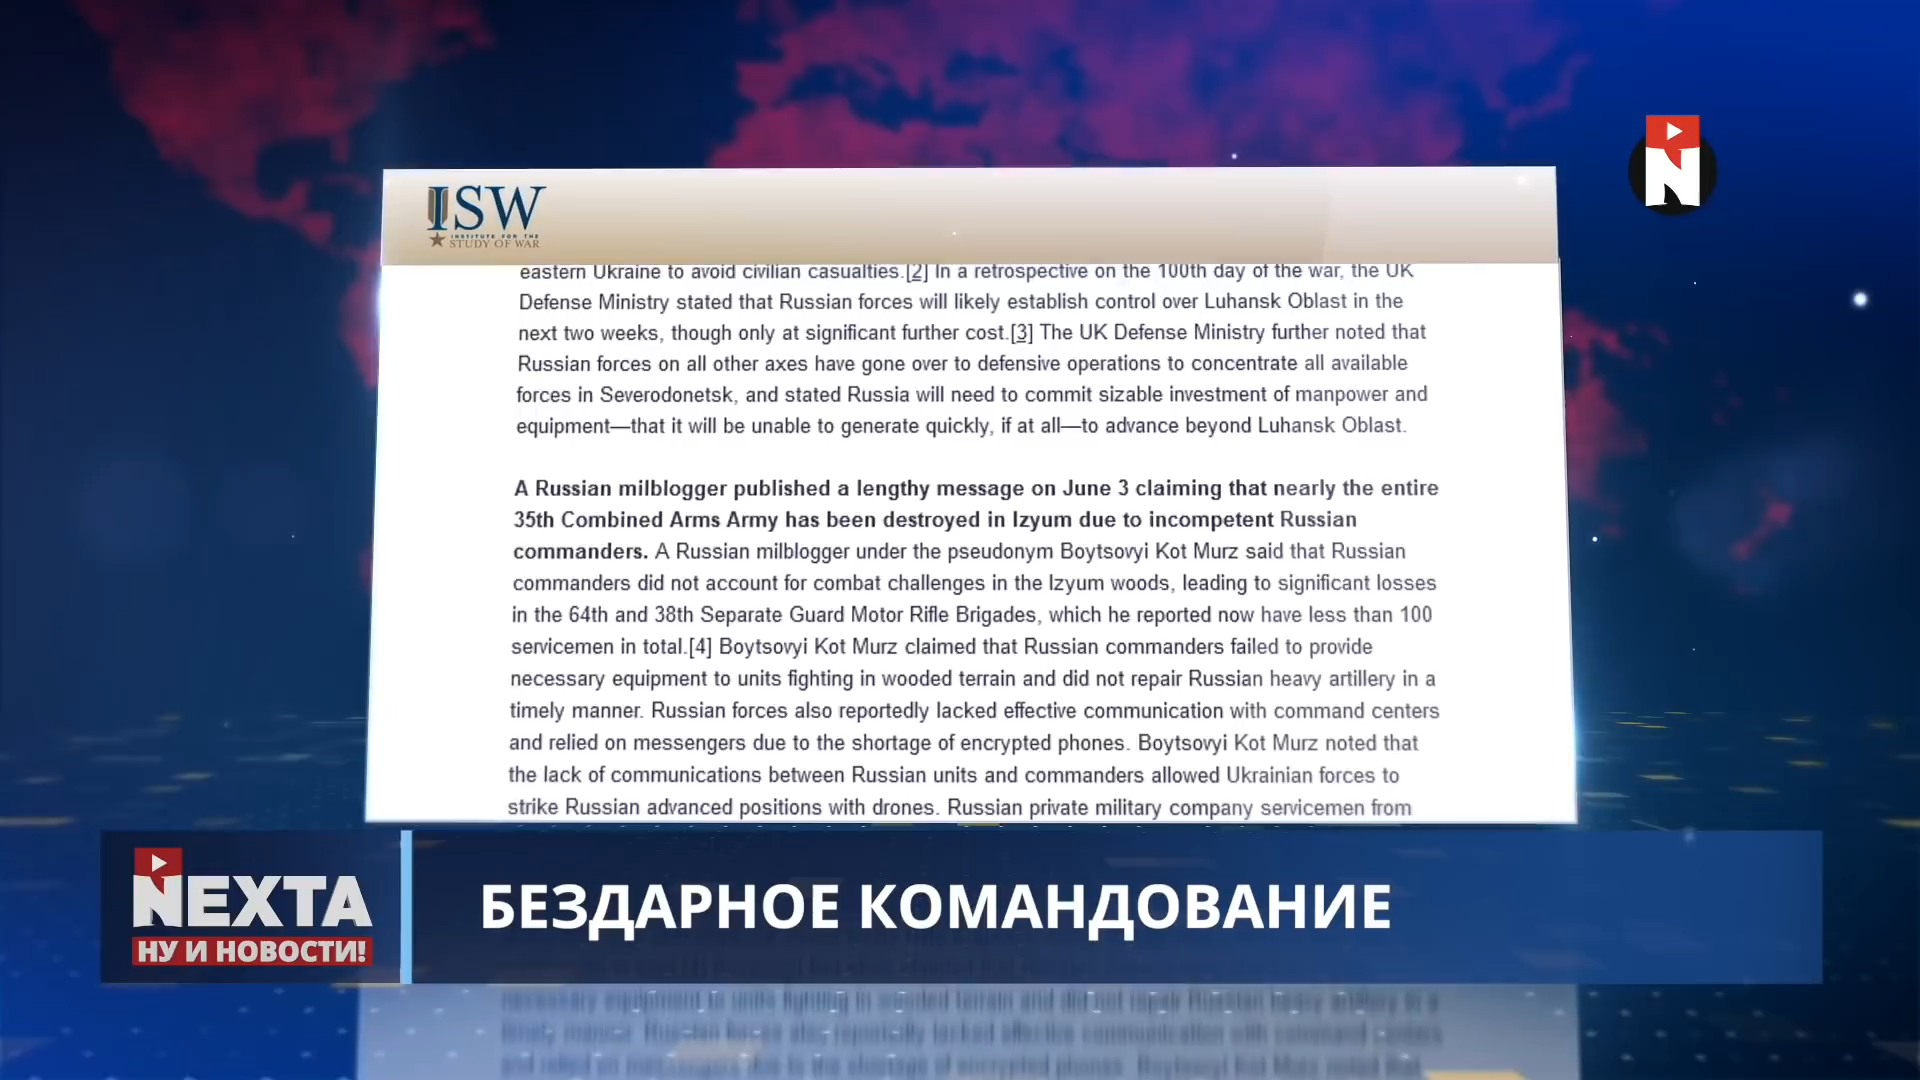 N
ISW
INSTITUTE FOR THE
STUDY OF WAR
eastern Ukraine to avoid civilian casualties.[2] In a retrospective on the 100th day of the war, the UK
Defense Ministry stated that Russian forces will likely establish control over Luhansk Oblast in the
next two weeks, though only at significant further cost.[3] The UK Defense Ministry further noted that
Russian forces on all other axes have gone over to defensive operations to concentrate all available
forces in Severodonetsk, and stated Russia will need to commit sizable investment of manpower and
equipment—that it will be unable to generate quickly, if at all—to advance beyond Luhansk Oblast.
A Russian milblogger published a lengthy message on June 3 claiming that nearly the entire
35th Combined Arms Army has been destroyed in Izyum due to incompetent Russian
commanders. A Russian milblogger under the pseudonym Boytsovyi Kot Murz said that Russian
commanders did not account for combat challenges in the Izyum woods, leading to significant losses
in the 64th and 38th Separate Guard Motor Rifle Brigades, which he reported now have less than 100
servicemen in total.[4] Boytsovyi Kot Murz claimed that Russian commanders failed to provide
necessary equipment to units fighting in wooded terrain and did not repair Russian heavy artillery in a
timely manner. Russian forces also reportedly lacked effective communication with command centers
and relied on messengers due to the shortage of encrypted phones. Boytsovyi Kot Murz noted that
the lack of communications between Russian units and commanders allowed Ukrainian forces to
strike Russian advanced positions with drones. Russian private military company servicemen from
NEXTA
НУ И НОВОСТИ!
БЕЗДАРНОЕ КОМАНДОВАНИЕ